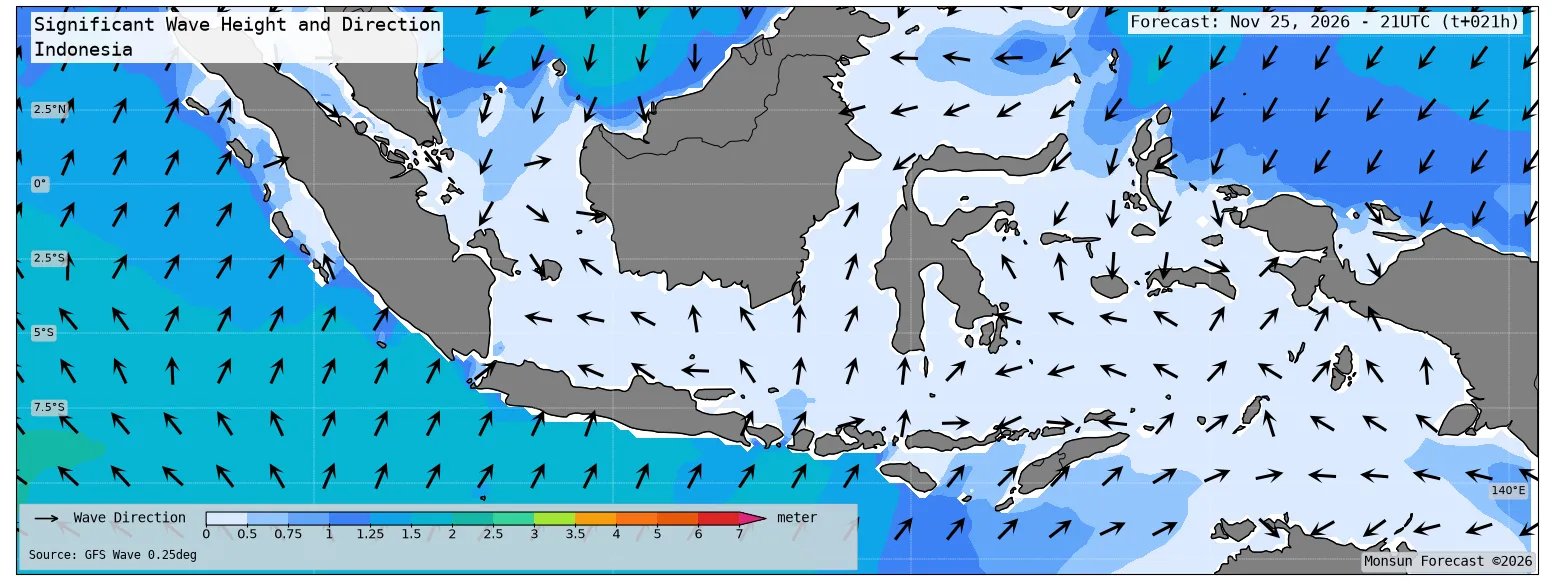 Significant Wave Height and Direction
Indonesia
Forecast: Nov 25, 2026 - 21UTC (t+021h)
2.5°N
0°
2.5°S
5°S
7.5°S
140°E
Wave Direction
0 0.5 0.75 1 1.25 1.5 2 2.5 3 3.5 4 5 6 7
meter
Source: GFS Wave 0.25deg
Monsun Forecast ©2026